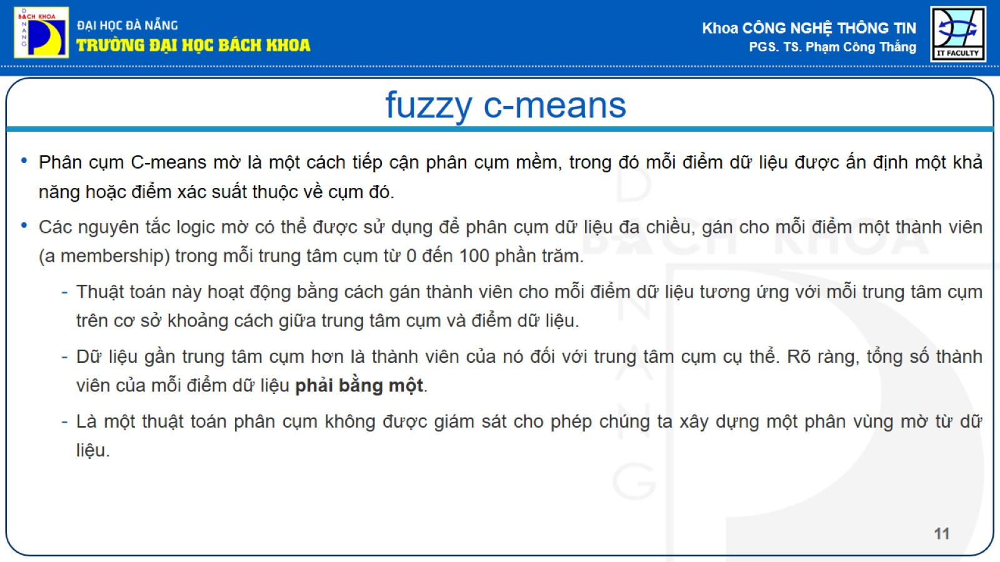 D
BACH KHOA
N
A
N
G
ĐẠI HỌC ĐÀ NẴNG
TRƯỜNG ĐẠI HỌC BÁCH KHOA
Khoa CÔNG NGHỆ THÔNG TIN
PGS. TS. Phạm Công Thắng
IT FACULTY
fuzzy c-means
• Phân cụm C-means mờ là một cách tiếp cận phân cụm mềm, trong đó mỗi điểm dữ liệu được ấn định một khả
năng hoặc điểm xác suất thuộc về cụm đó.
• Các nguyên tắc logic mờ có thể được sử dụng để phân cụm dữ liệu đa chiều, gán cho mỗi điểm một thành viên
(a membership) trong mỗi trung tâm cụm từ 0 đến 100 phần trăm.
- Thuật toán này hoạt động bằng cách gán thành viên cho mỗi điểm dữ liệu tương ứng với mỗi trung tâm cụm
trên cơ sở khoảng cách giữa trung tâm cụm và điểm dữ liệu.
- Dữ liệu gần trung tâm cụm hơn là thành viên của nó đối với trung tâm cụm cụ thể. Rõ ràng, tổng số thành
viên của mỗi điểm dữ liệu phải bằng một.
- Là một thuật toán phân cụm không được giám sát cho phép chúng ta xây dựng một phân vùng mờ từ dữ
liệu.
D
BACH KHOA
N
A
N
G
11